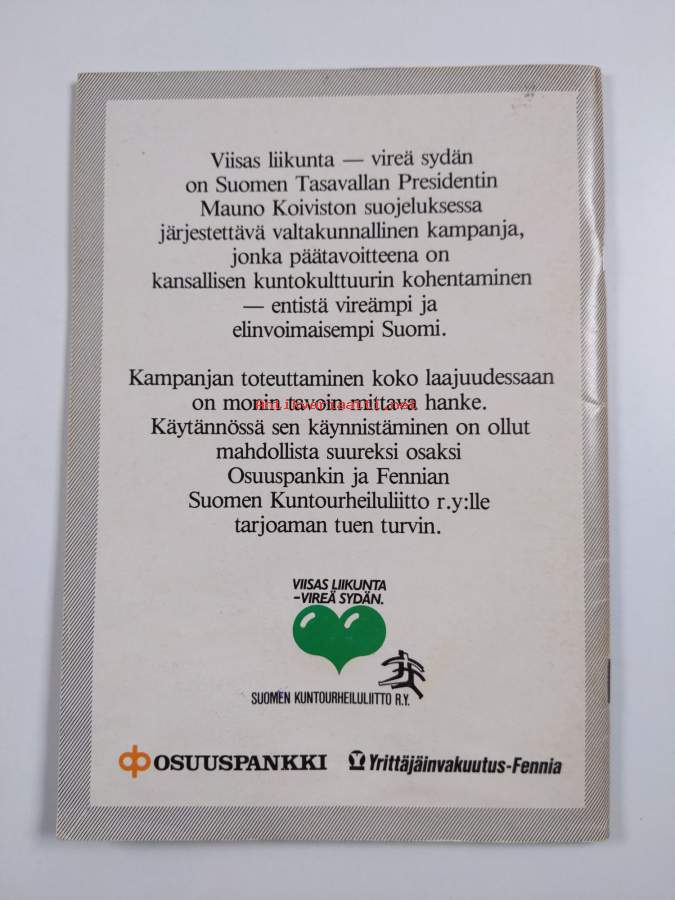 Viisas liikunta — vireä sydän
on Suomen Tasavallan Presidentin
Mauno Koiviston suojeluksessa
järjestettävä valtakunnallinen kampanja,
jonka päätavoitteena on
kansallisen kuntokulttuurin kohentaminen
— entistä vireämpi ja
elinvoimaisempi Suomi.
Kampanjan toteuttaminen koko laajuudessaan
on monin tavoin mittava hanke.
Antikvariaatti.net
Käytännössä sen käynnistäminen on ollut
mahdollista suureksi osaksi
Osuuspankin ja Fennian
Suomen Kuntourheiluliitto r.y:lle
tarjoaman tuen turvin.
VIISAS LIIKUNTA
-VIREÄ SYDÄN.
SUOMEN KUNTOURHEILULIITTO R.Y.
OSUUSPANKKI
Yrittäjäinvakuutus-Fennia